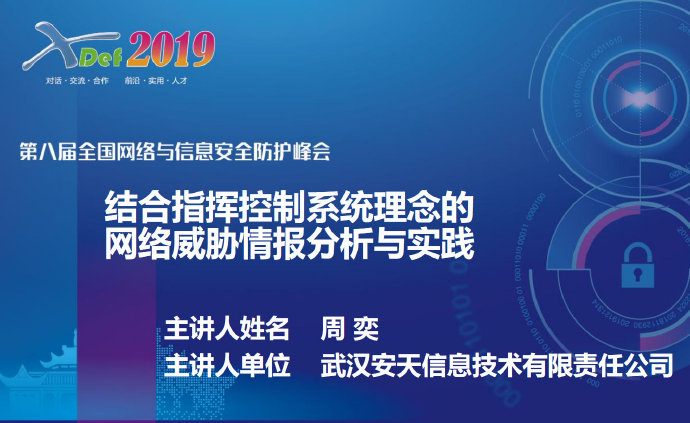 XDef 2019
对话·交流·合作 前沿·实用·人才
第八届全国网络与信息安全防护峰会
结合指挥控制系统理念的
网络威胁情报分析与实践
主讲人姓名 周 奕
主讲人单位 武汉安天信息技术有限责任公司